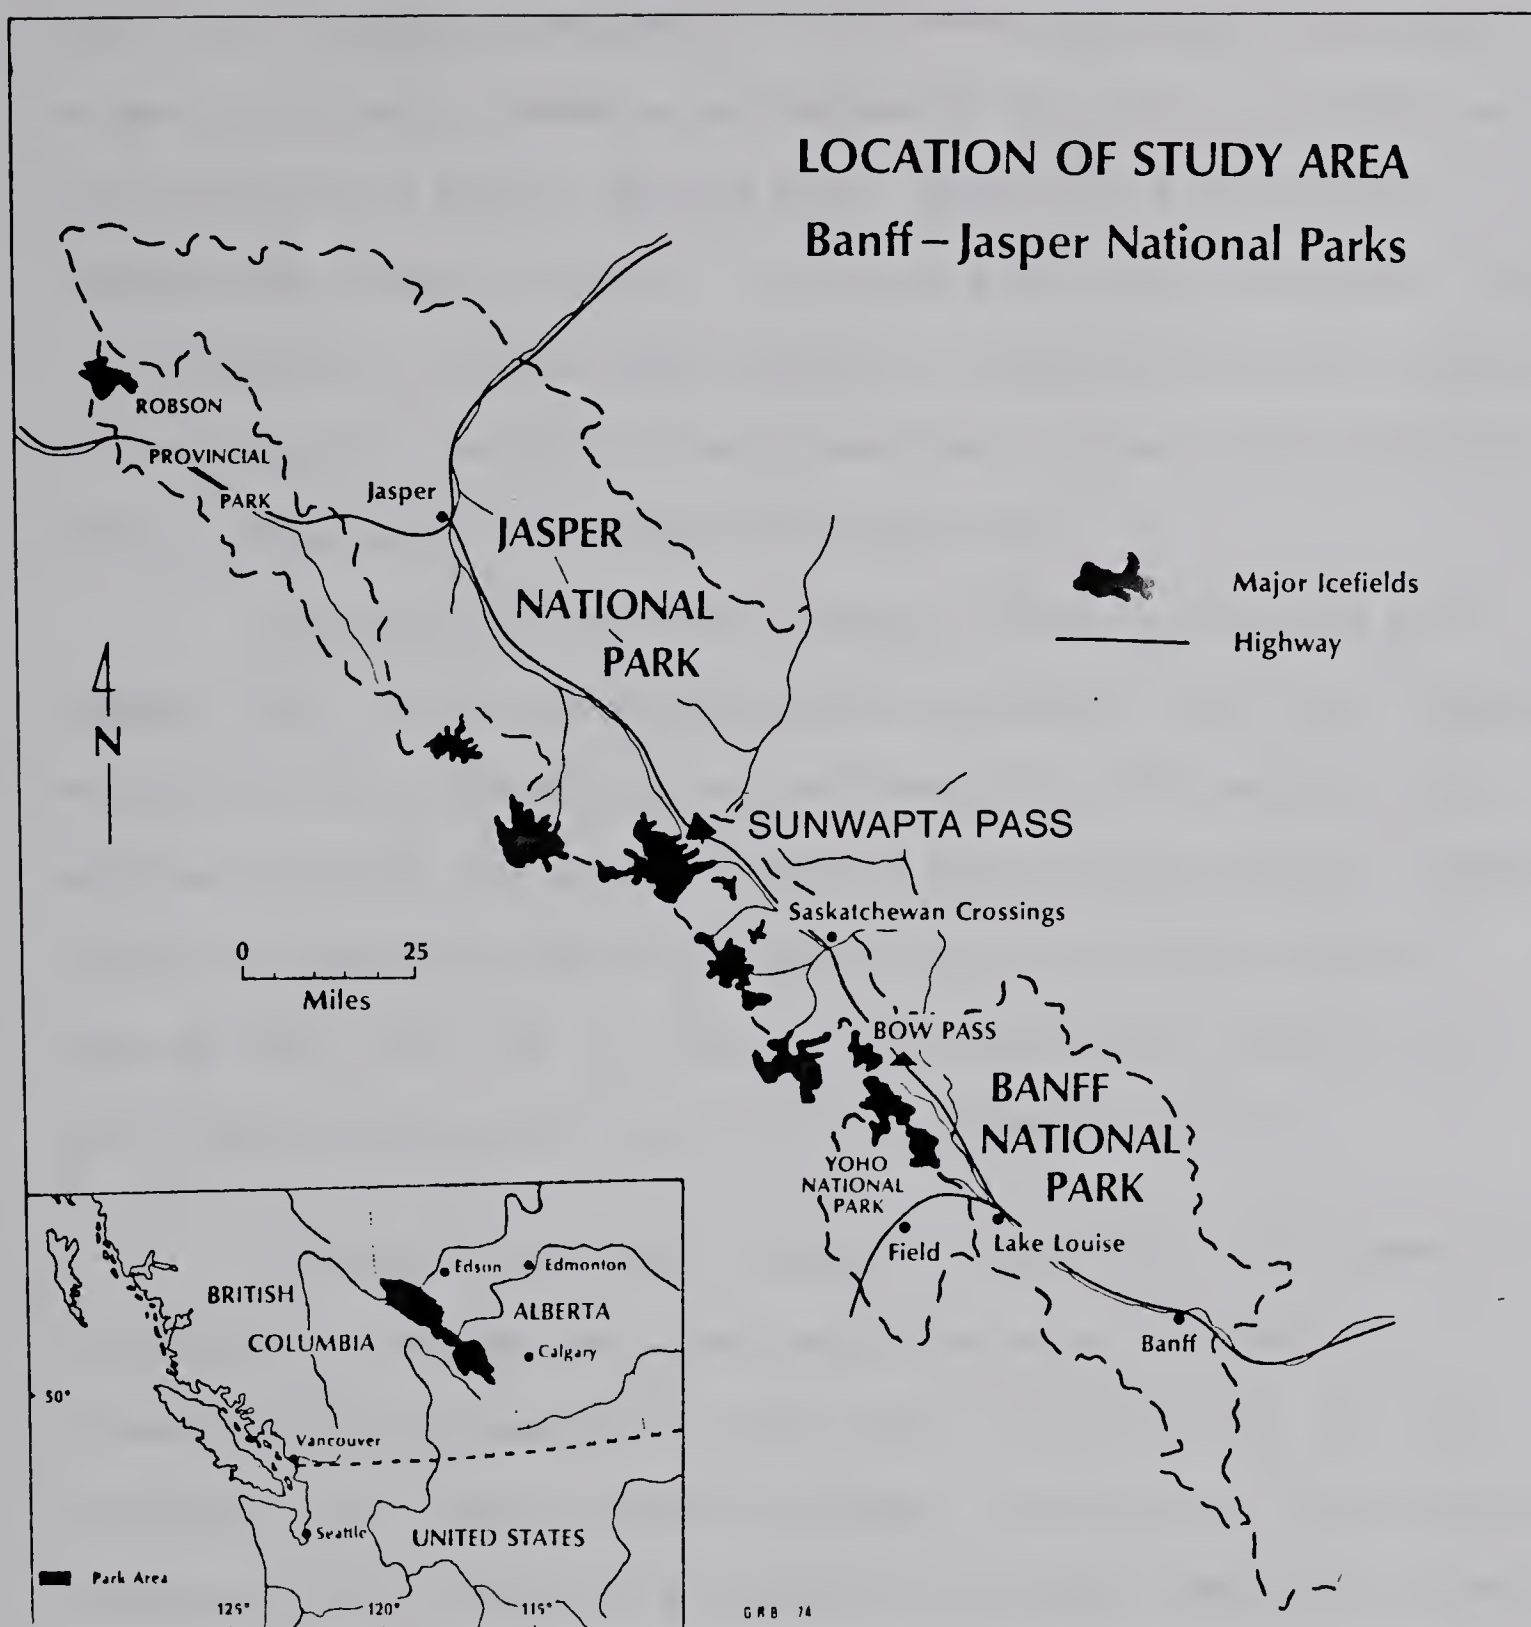 LOCATION OF STUDY AREA
Banff – Jasper National Parks
ROBSON
PROVINCIAL
PARK
Jasper
JASPER
NATIONAL
PARK
Major Icefields
Highway
N
SUNWAPTA PASS
Saskatchewan Crossings
0 25
Miles
BOW PASS
BANFF
NATIONAL
PARK
YOHO
NATIONAL
PARK
Field
Lake Louise
Banff
Edson
Edmonton
BRITISH
COLUMBIA
ALBERTA
Calgary
50°
Vancouver
Seattle
UNITED STATES
Park Area
125° 120° 115°
GRB 74